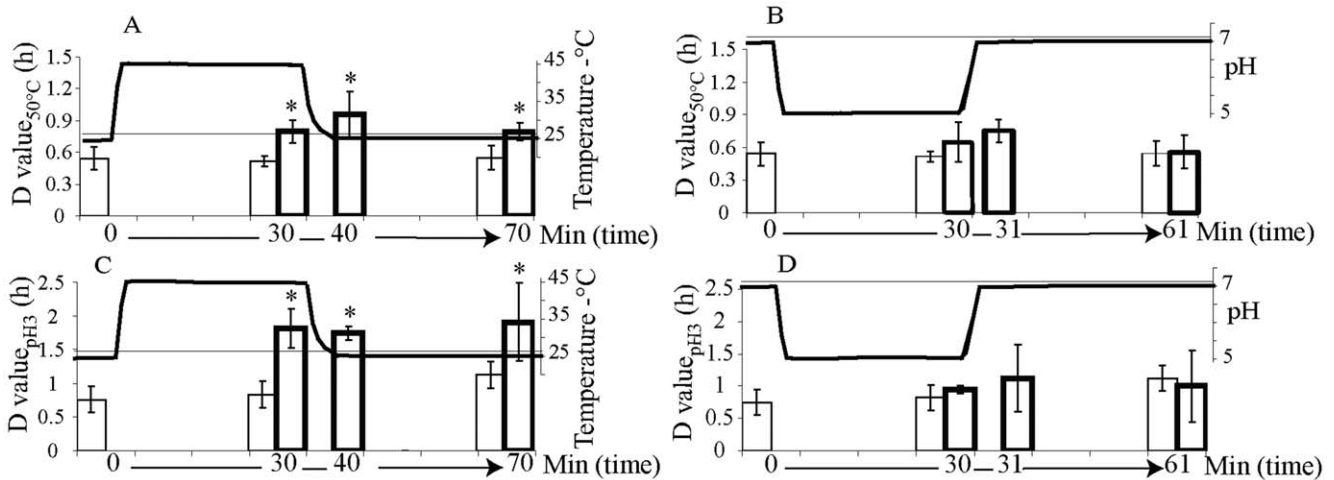 A
D value50°C (h)
1.5
1.2
0.9
0.6
0.3
0
* * *
45
35
25
15
Temperature -°C
0 30 40 70 Min (time)
B
D value50°C (h)
1.5
1.2
0.9
0.6
0.3
0
7
5
pH
0 30 31 61 Min (time)
C
D valuepH3 (h)
2.5
2
1.5
1
0.5
0
* * *
45
35
25
15
Temperature -°C
0 30 40 70 Min (time)
D
D valuepH3 (h)
2.5
2
1.5
1
0.5
0
7
5
pH
0 30 31 61 Min (time)